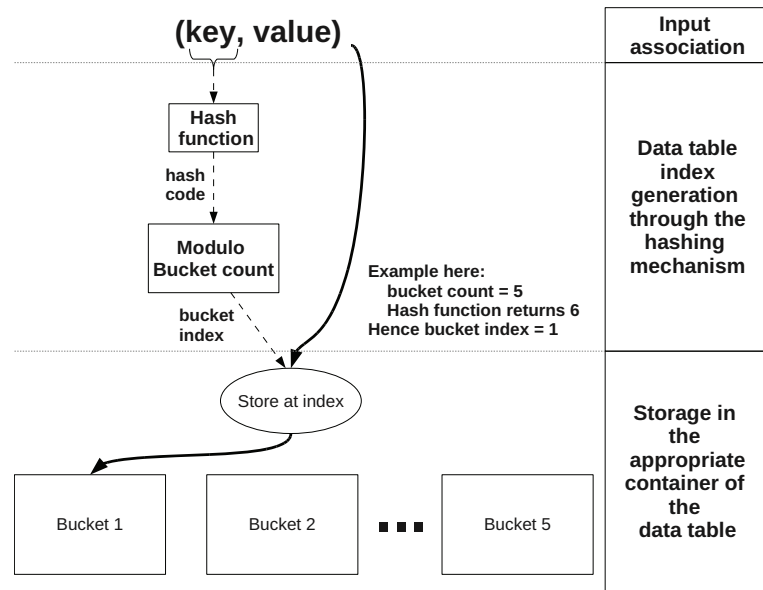 (key, value)
Input
association
Hash
function
hash
code
Modulo
Bucket count
bucket
index
Example here:
bucket count = 5
Hash function returns 6
Hence bucket index = 1
Data table
index
generation
through the
hashing
mechanism
Store at index
Bucket 1
Bucket 2
Bucket 5
Storage in
the
appropriate
container of
the
data table